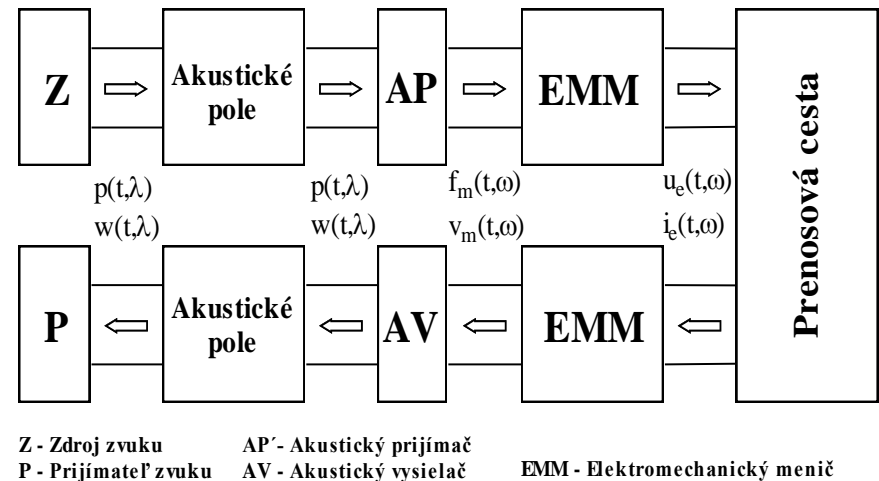 Z
Akustické
pole
AP
EMM
Prenosová cesta
p(t,λ)
w(t,λ)
p(t,λ)
w(t,λ)
f_m(t,ω)
v_m(t,ω)
u_e(t,ω)
i_e(t,ω)
P
Akustické
pole
AV
EMM
Z - Zdroj zvuku
AP´- Akustický prijímač
P - Prijímateľ zvuku
AV - Akustický vysielač
EMM - Elektromechanický menič